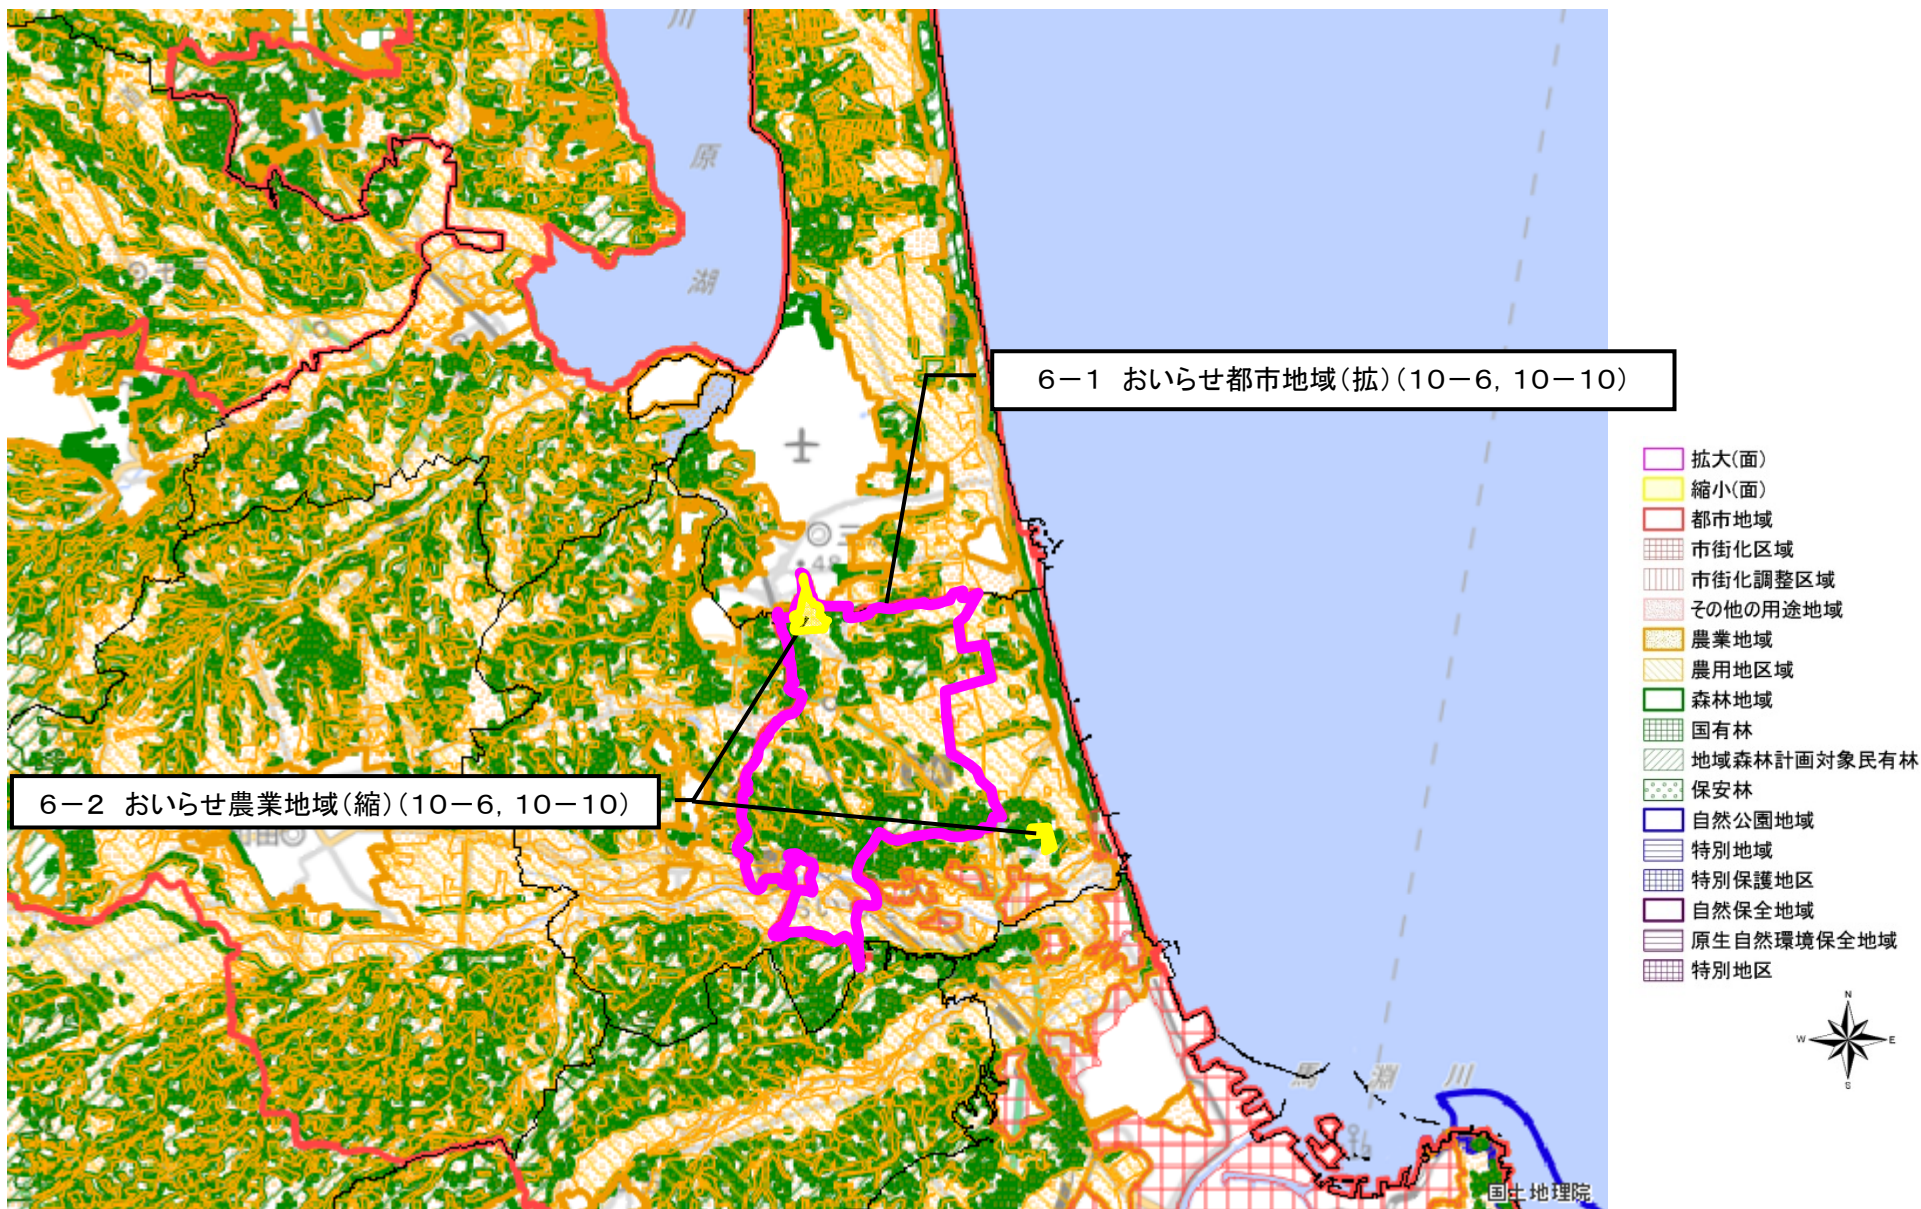 川
原
湖
七戸
三
・48
6－1 おいらせ都市地域（拡）（10－6, 10－10）
6－2 おいらせ農業地域（縮）（10－6, 10－10）
田
馬淵川
国土地理院
拡大(面)
縮小(面)
都市地域
市街化区域
市街化調整区域
その他の用途地域
農業地域
農用地区域
森林地域
国有林
地域森林計画対象民有林
保安林
自然公園地域
特別地域
特別保護地区
自然保全地域
原生自然環境保全地域
特別地区
N
W
E
S